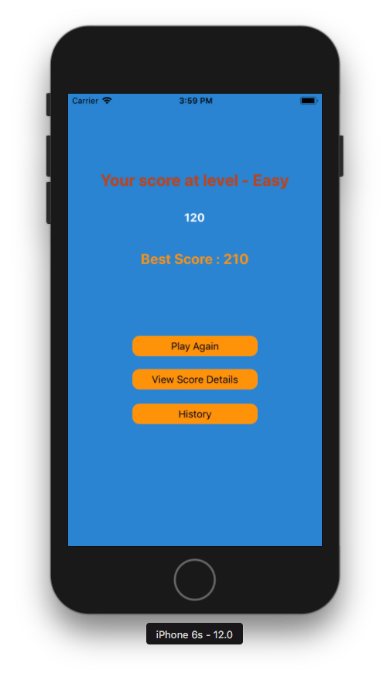 Carrier 3:59 PM
Your score at level - Easy
120
Best Score : 210
Play Again
View Score Details
History
iPhone 6s - 12.0